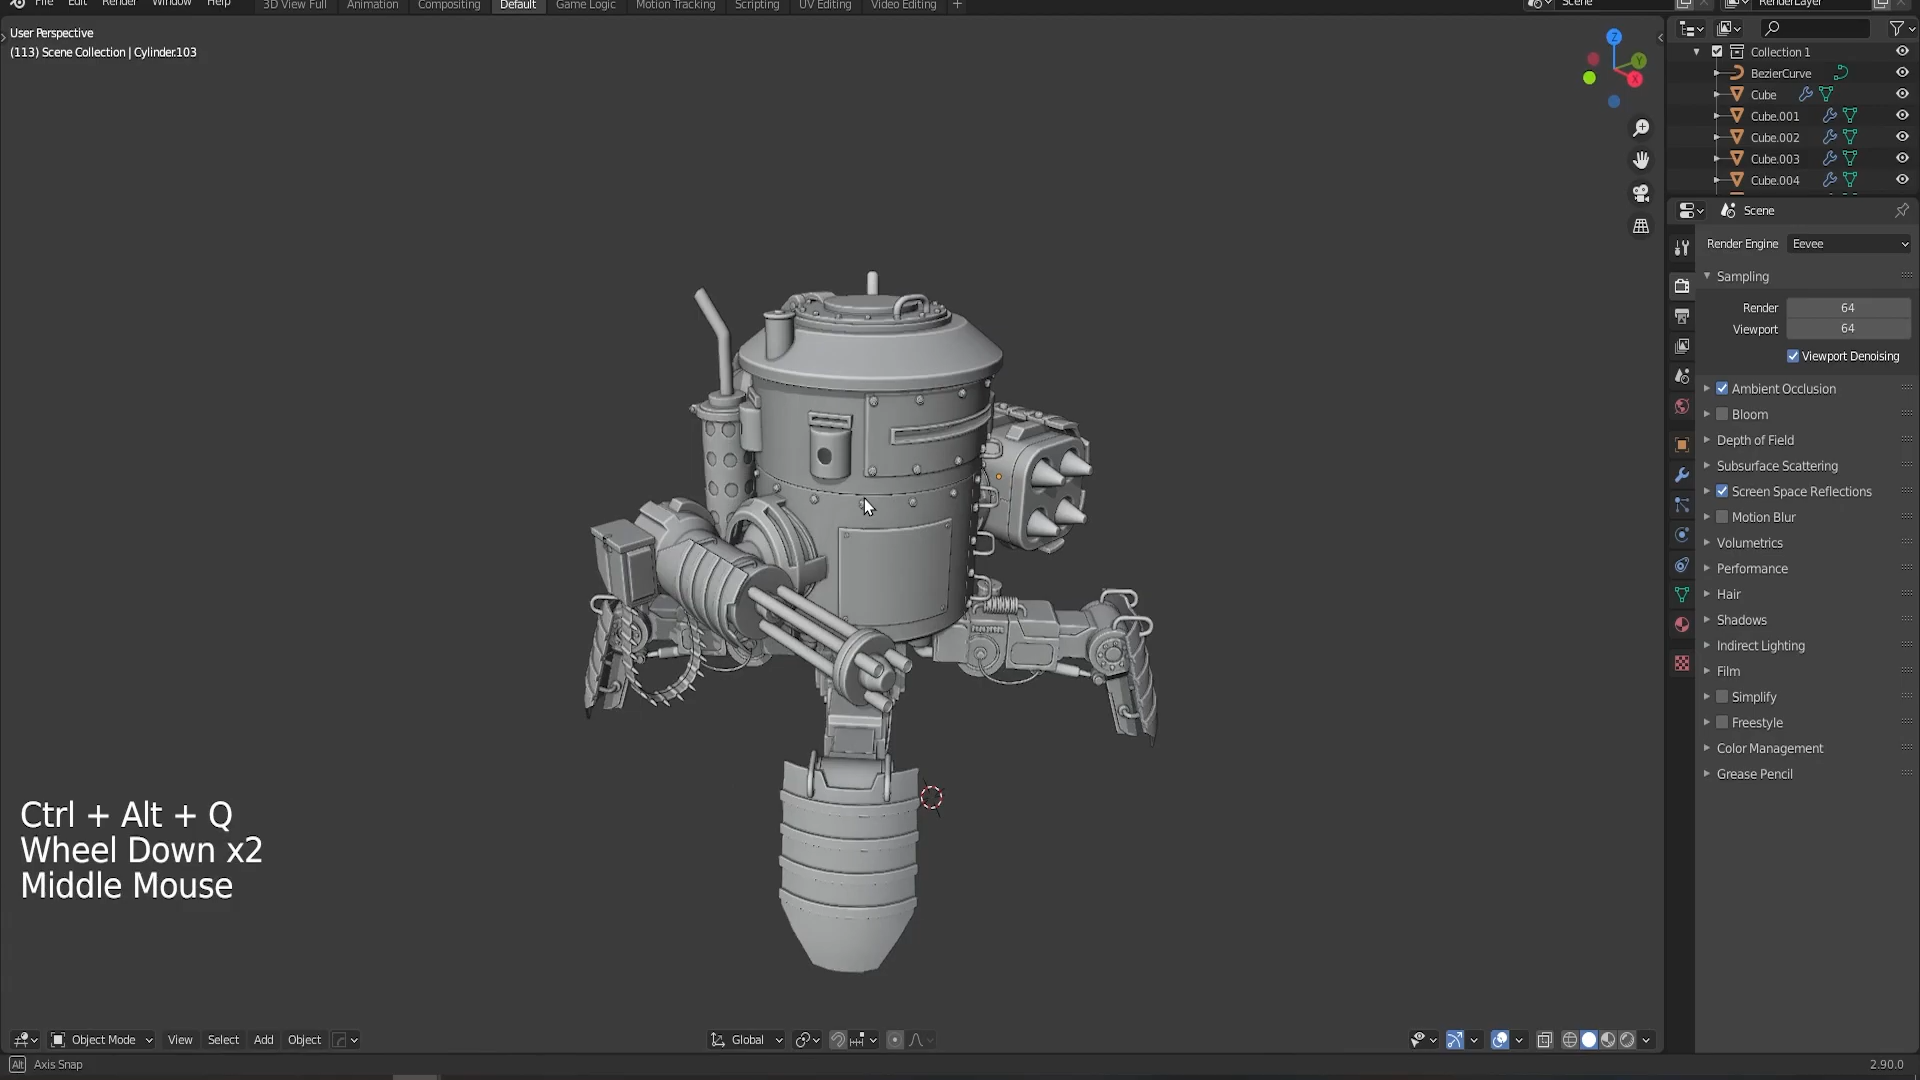 File Edit Render Window Help 3D View Full Animation Compositing Default Game Logic Motion Tracking Scripting UV Editing Video Editing + Scene RenderLayer
User Perspective
(113) Scene Collection | Cylinder.103
Z
Y
X
Collection 1
BezierCurve
Cube
Cube.001
Cube.002
Cube.003
Cube.004
Scene
Render Engine Eevee
Sampling
Render 64
Viewport 64
Viewport Denoising
Ambient Occlusion
Bloom
Depth of Field
Subsurface Scattering
Screen Space Reflections
Motion Blur
Volumetrics
Performance
Hair
Shadows
Indirect Lighting
Film
Simplify
Freestyle
Color Management
Grease Pencil
Ctrl + Alt + Q
Wheel Down x2
Middle Mouse
Object Mode View Select Add Object Global
Alt Axis Snap 2.90.0